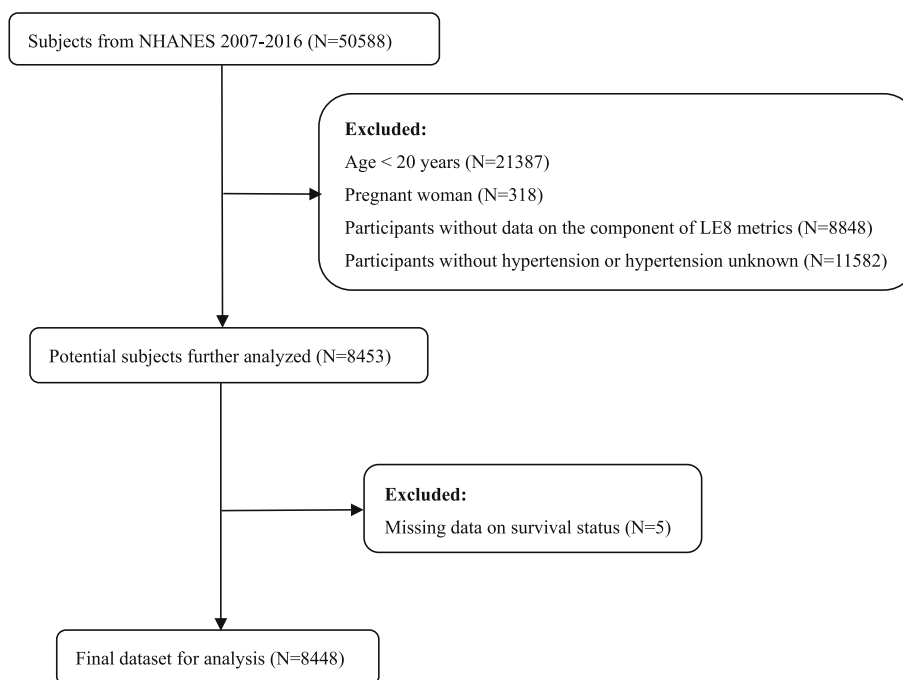 Subjects from NHANES 2007-2016 (N=50588)
Excluded:
Age < 20 years (N=21387)
Pregnant woman (N=318)
Participants without data on the component of LE8 metrics (N=8848)
Participants without hypertension or hypertension unknown (N=11582)
Potential subjects further analyzed (N=8453)
Excluded:
Missing data on survival status (N=5)
Final dataset for analysis (N=8448)